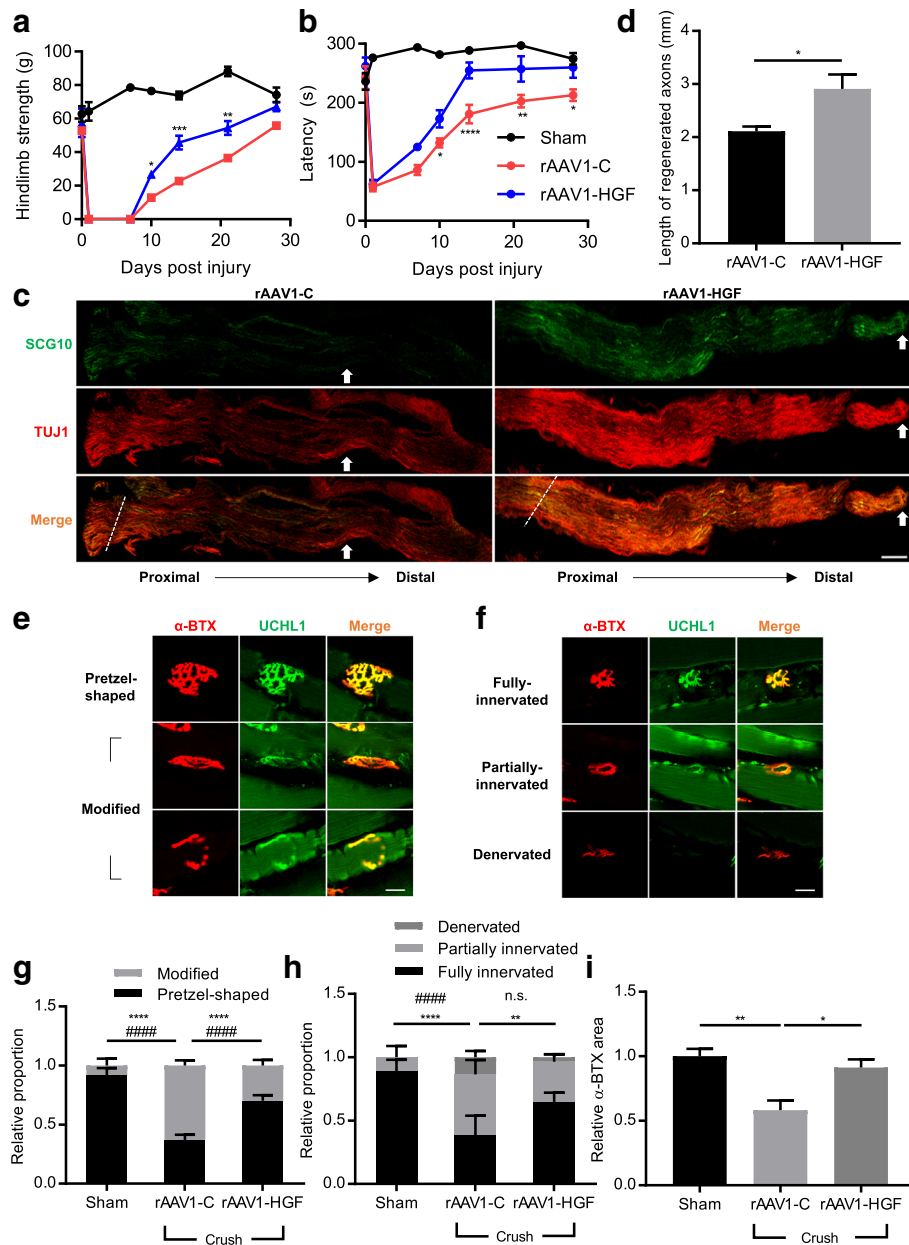 a
Hindlimb strength (g)
100
80
60
40
20
0
*
***
**
0 10 20 30
Days post injury
b
Latency (s)
300
200
100
0
*
****
**
*
Sham
rAAV1-C
rAAV1-HGF
0 10 20 30
Days post injury
d
Length of regenerated axons (mm)
4
3
2
1
0
*
rAAV1-C
rAAV1-HGF
c
rAAV1-C
rAAV1-HGF
SCG10
TUJ1
Merge
Proximal
Distal
Proximal
Distal
e
α-BTX
UCHL1
Merge
Pretzel-
shaped
Modified
f
α-BTX
UCHL1
Merge
Fully-
innervated
Partially-
innervated
Denervated
g
Modified
Pretzel-shaped
Relative proportion
1.5
1.0
0.5
0.0
**** ****
#### ####
Sham
rAAV1-C
rAAV1-HGF
Crush
h
Denervated
Partially innervated
Fully innervated
Relative proportion
1.5
1.0
0.5
0.0
#### n.s.
**** **
Sham
rAAV1-C
rAAV1-HGF
Crush
i
Relative α-BTX area
1.5
1.0
0.5
0.0
** *
Sham
rAAV1-C
rAAV1-HGF
Crush